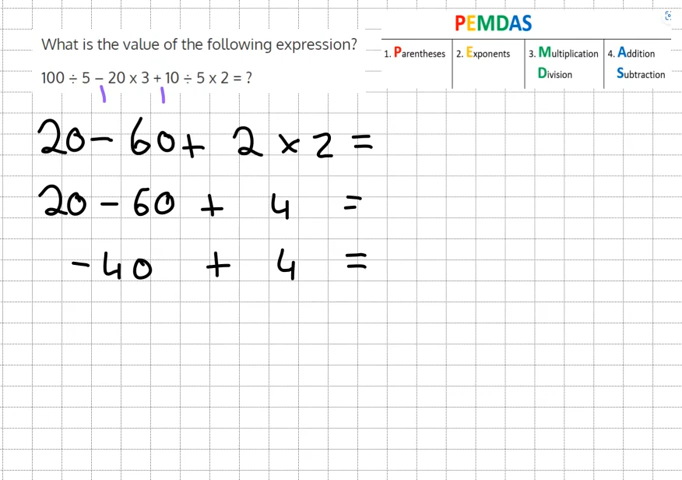 PEMDAS
1. Parentheses 2. Exponents 3. Multiplication Division 4. Addition Subtraction
What is the value of the following expression?
100 ÷ 5 – 20 x 3 + 10 ÷ 5 x 2 = ?
20 - 60 + 2 × 2 =
20 - 60 + 4 =
-40 + 4 =